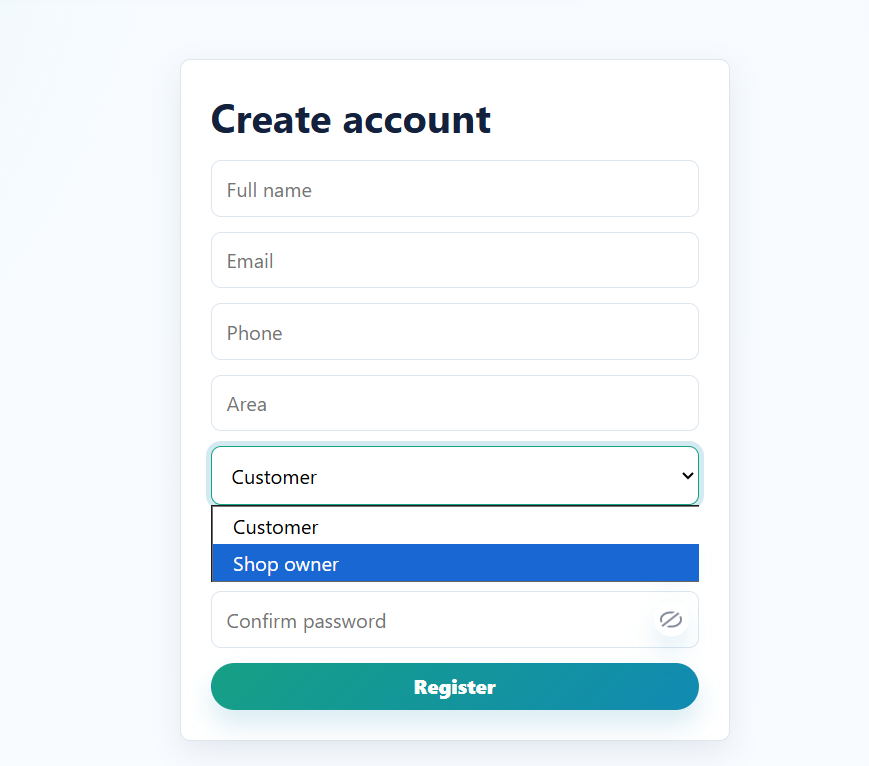 Create account
Full name
Email
Phone
Area
Customer
Customer
Shop owner
Confirm password
Register